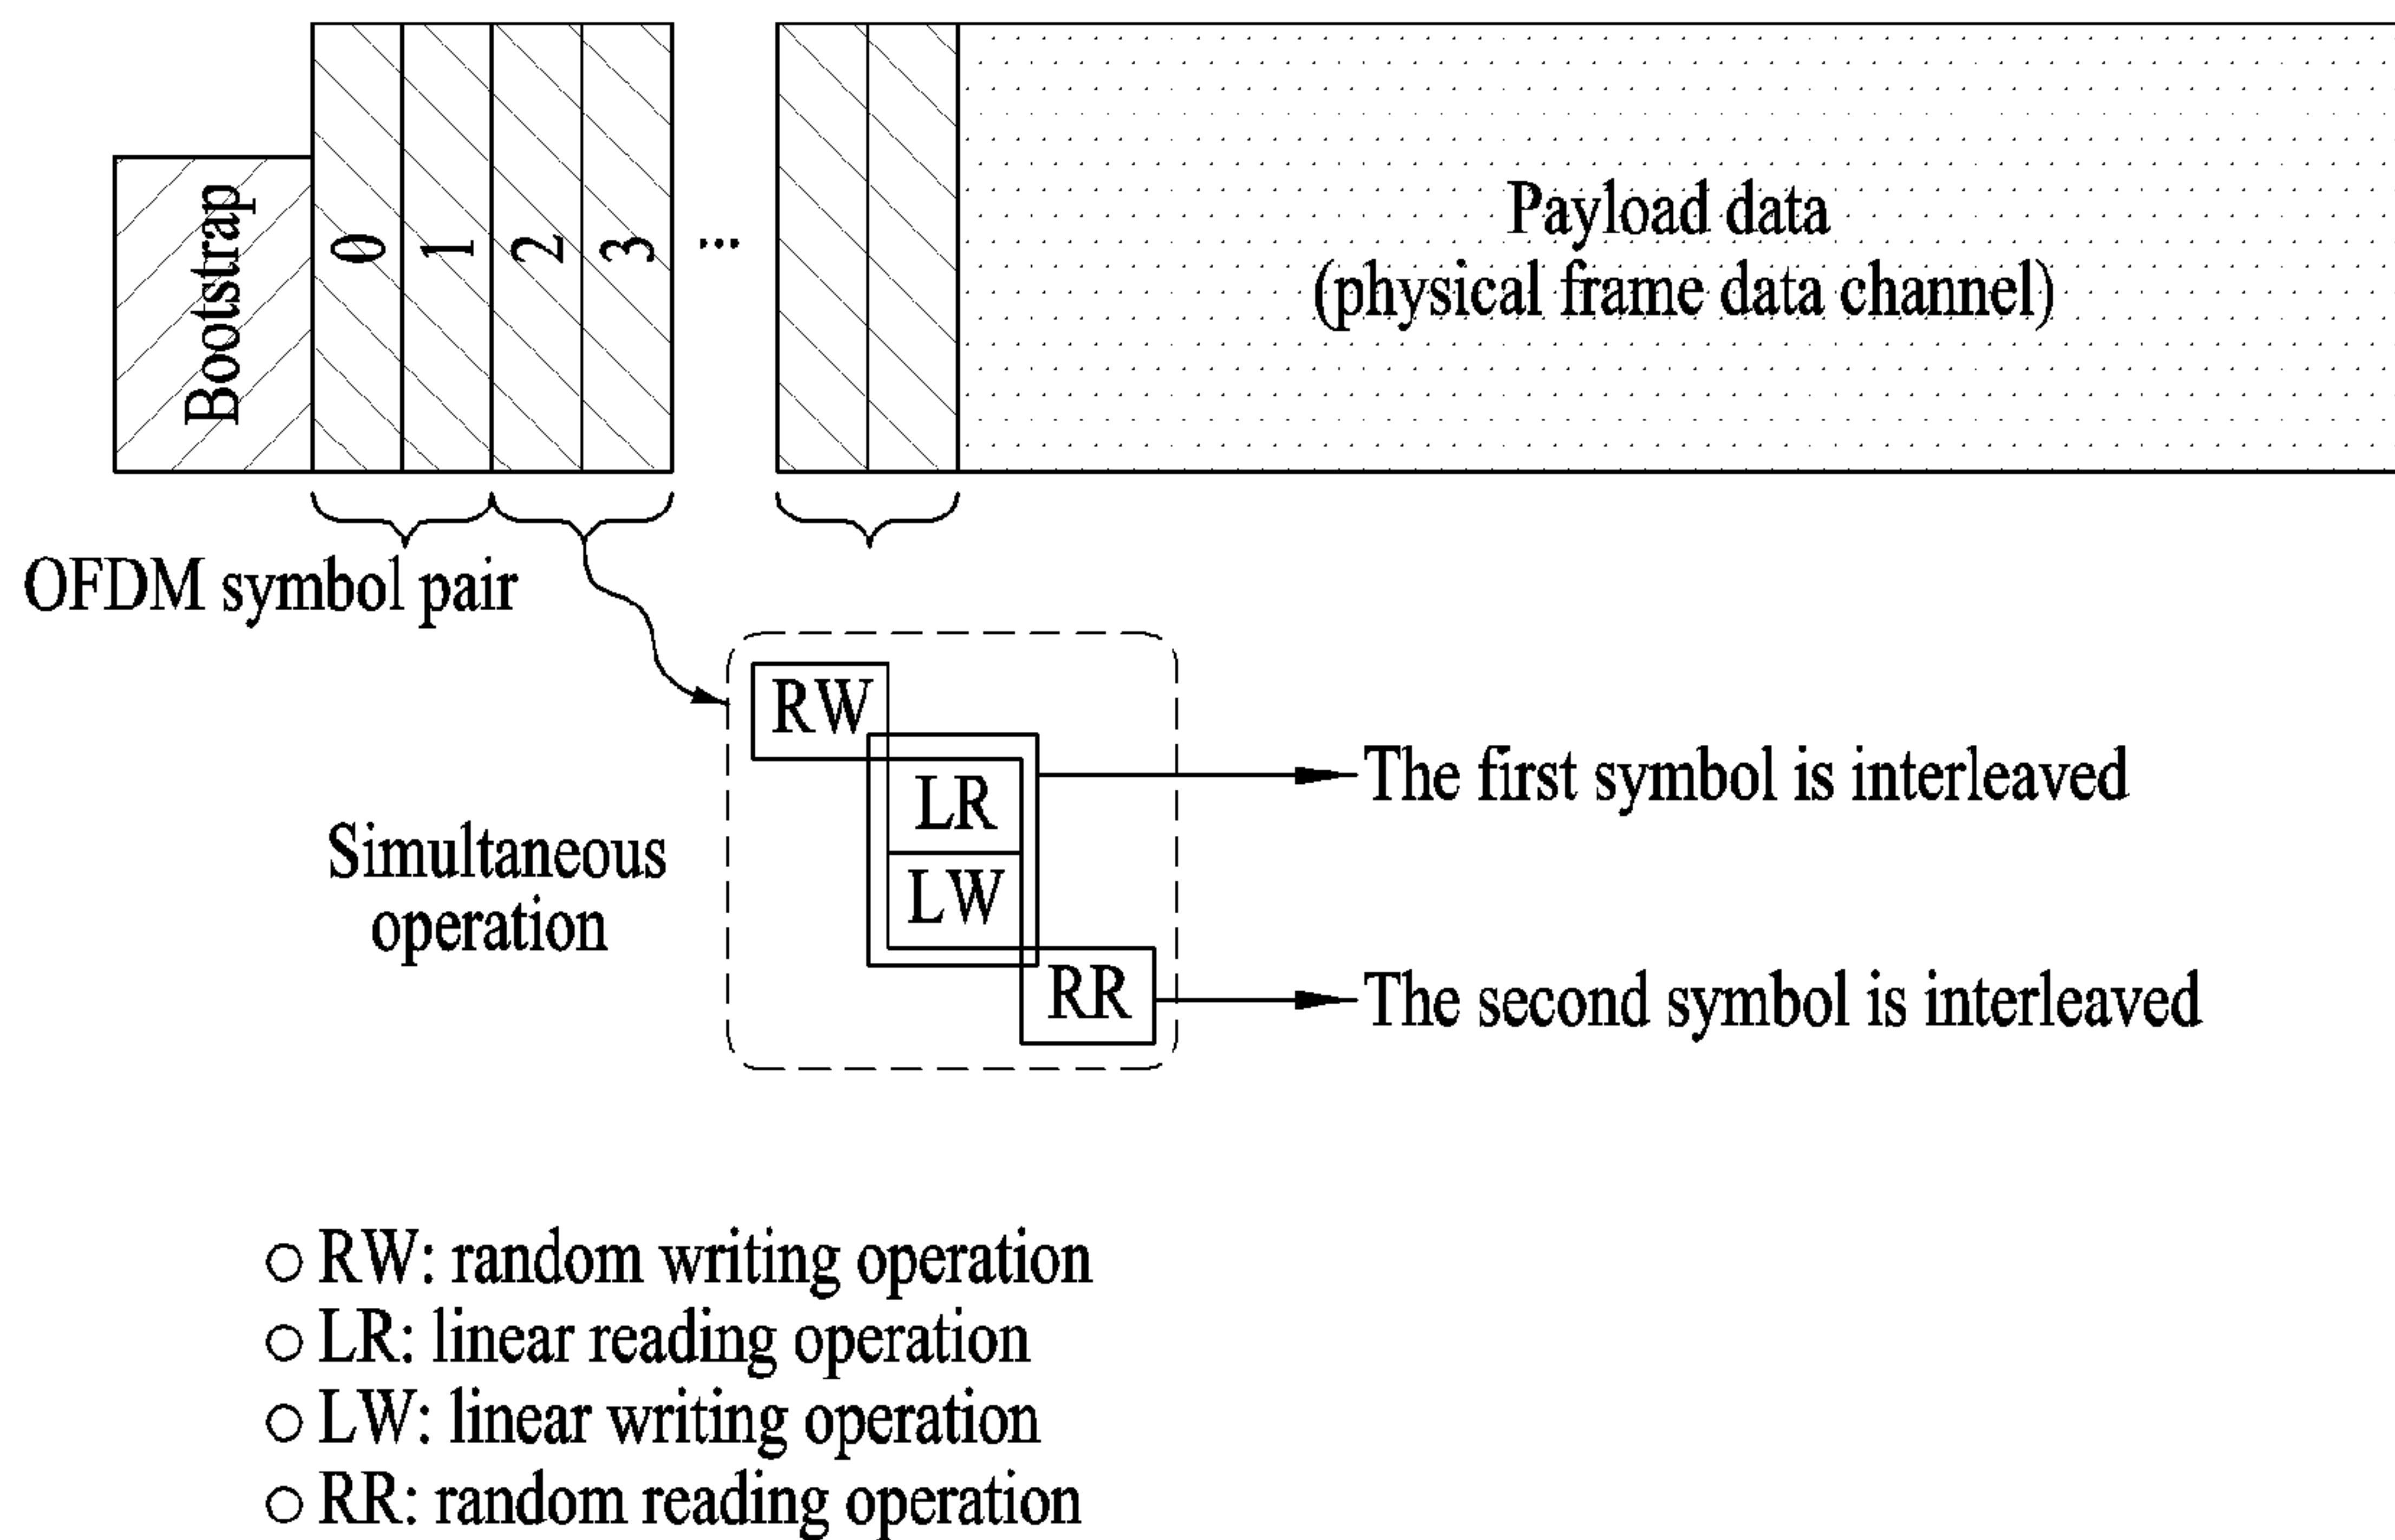 Bootstrap
0
1
2
3
...
Payload data
(physical frame data channel)
OFDM symbol pair
RW
LR
LW
RR
Simultaneous
operation
The first symbol is interleaved
The second symbol is interleaved
○ RW: random writing operation
○ LR: linear reading operation
○ LW: linear writing operation
○ RR: random reading operation